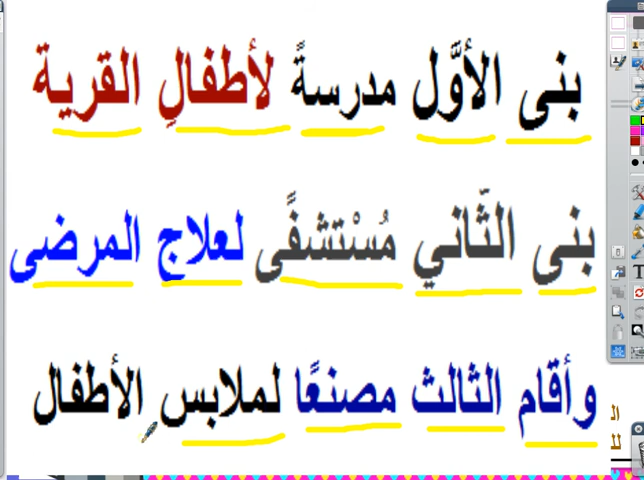 بنى الأوَّل مدرسةً لأطفالِ القرية
بنى الثّاني مُسْتشفًى لعلاج المرضى
وأقام الثالث مصنعًا لملابس الأطفال